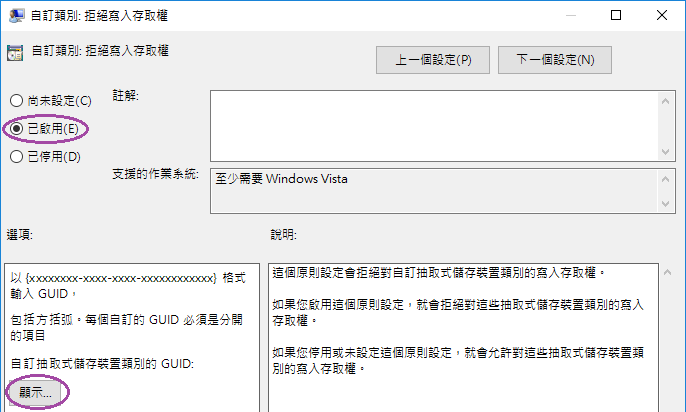 自訂類別: 拒絕寫入存取權
自訂類別: 拒絕寫入存取權
上一個設定(P)
下一個設定(N)
尚未設定(C)
註解:
已啟用(E)
已停用(D)
支援的作業系統:
至少需要 Windows Vista
選項:
說明:
以 {xxxxxxxx-xxxx-xxxx-xxxxxxxxxxxx} 格式
輸入 GUID，
包括方括弧。每個自訂的 GUID 必須是分開
的項目
自訂抽取式儲存裝置類別的 GUID:
顯示...
這個原則設定會拒絕對自訂抽取式儲存裝置類別的寫入存取權。
如果您啟用這個原則設定，就會拒絕對這些抽取式儲存裝置類別的寫入
存取權。
如果您停用或未設定這個原則設定，就會允許對這些抽取式儲存裝置類
別的寫入存取權。